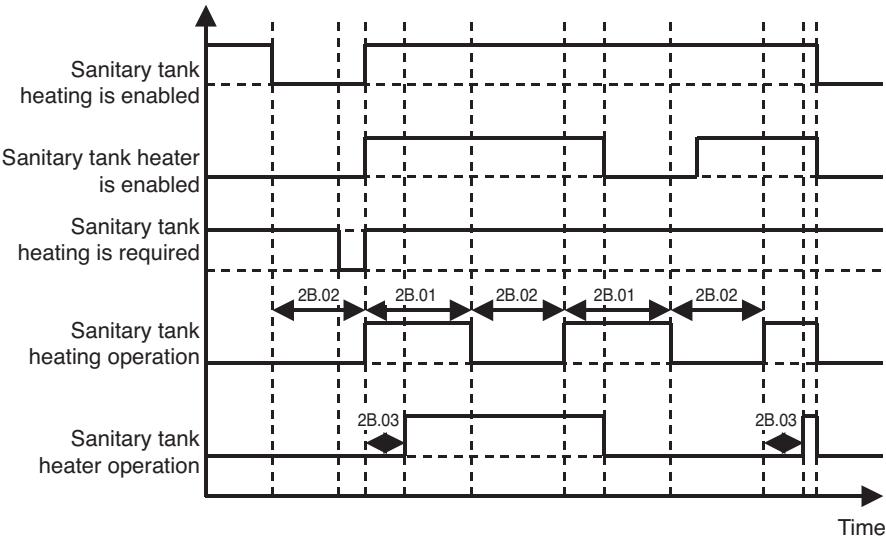 Sanitary tank
heating is enabled
Sanitary tank heater
is enabled
Sanitary tank
heating is required
2B.02 2B.01 2B.02 2B.01 2B.02
Sanitary tank
heating operation
2B.03 2B.03
Sanitary tank
heater operation
Time